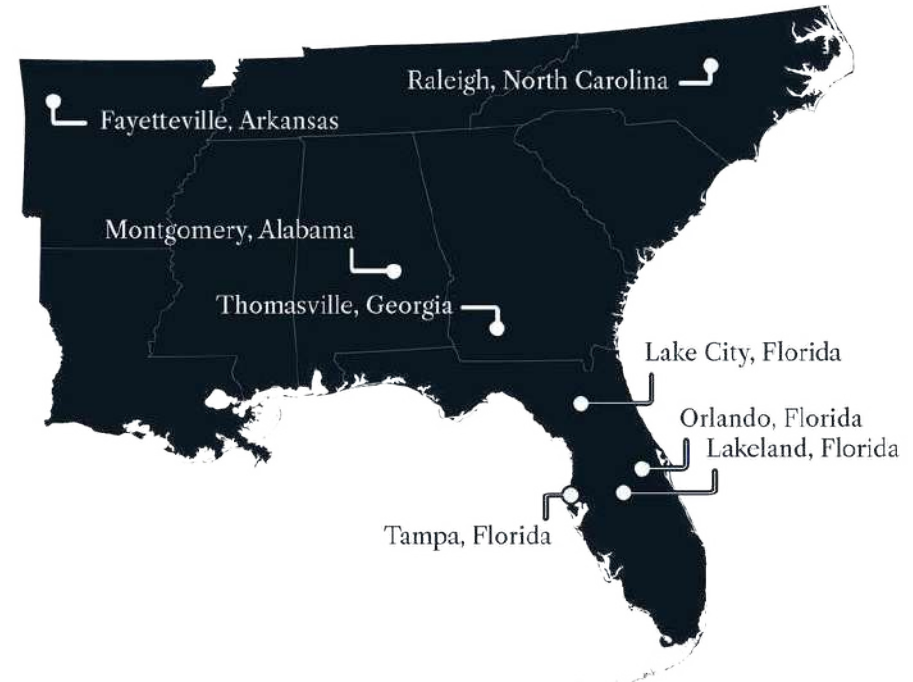 Raleigh, North Carolina
Fayetteville, Arkansas
Montgomery, Alabama
Thomasville, Georgia
Lake City, Florida
Orlando, Florida
Lakeland, Florida
Tampa, Florida